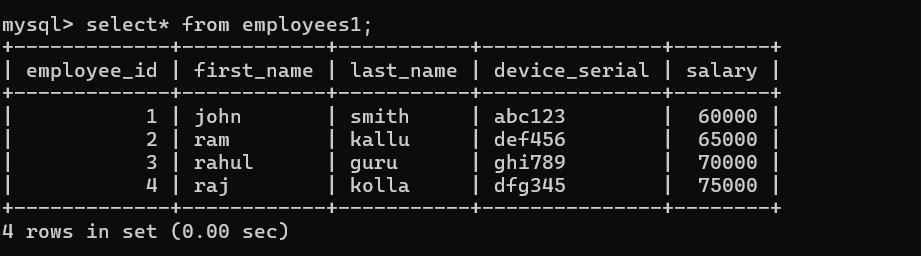 mysql> select* from employees1;
+-------------+------------+-----------+---------------+--------+
| employee_id | first_name | last_name | device_serial | salary |
+-------------+------------+-----------+---------------+--------+
|           1 | john       | smith     | abc123        |  60000 |
|           2 | ram        | kallu     | def456        |  65000 |
|           3 | rahul      | guru      | ghi789        |  70000 |
|           4 | raj        | kolla     | dfg345        |  75000 |
+-------------+------------+-----------+---------------+--------+
4 rows in set (0.00 sec)